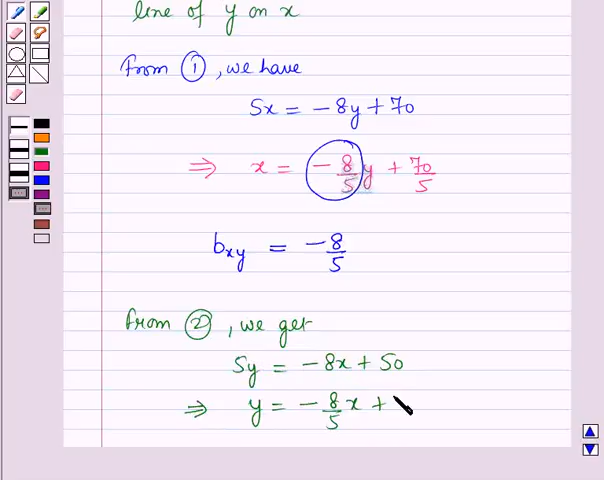 line of y on x
from ①, we have
5x = -8y + 70
⇒ x = -8/5 y + 70/5
bxy = -8/5
from ②, we get
5y = -8x + 50
⇒ y = -8/5 x +